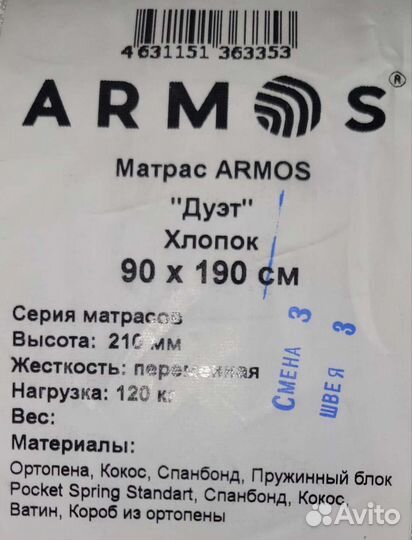 4631151 363353
ARMOS®
Матрас ARMOS
"Дуэт"
Хлопок
90 x 190 см
Серия матрасов
Высота: 210 мм
Жесткость: переменная
Нагрузка: 120 кг
Вес:
Материалы:
Ортопена, Кокос, Спанбонд, Пружинный блок
Pocket Spring Standart, Спанбонд, Кокос,
Ватин, Короб из ортопены
СМЕНА 3
ШВЕЯ 3
Avito